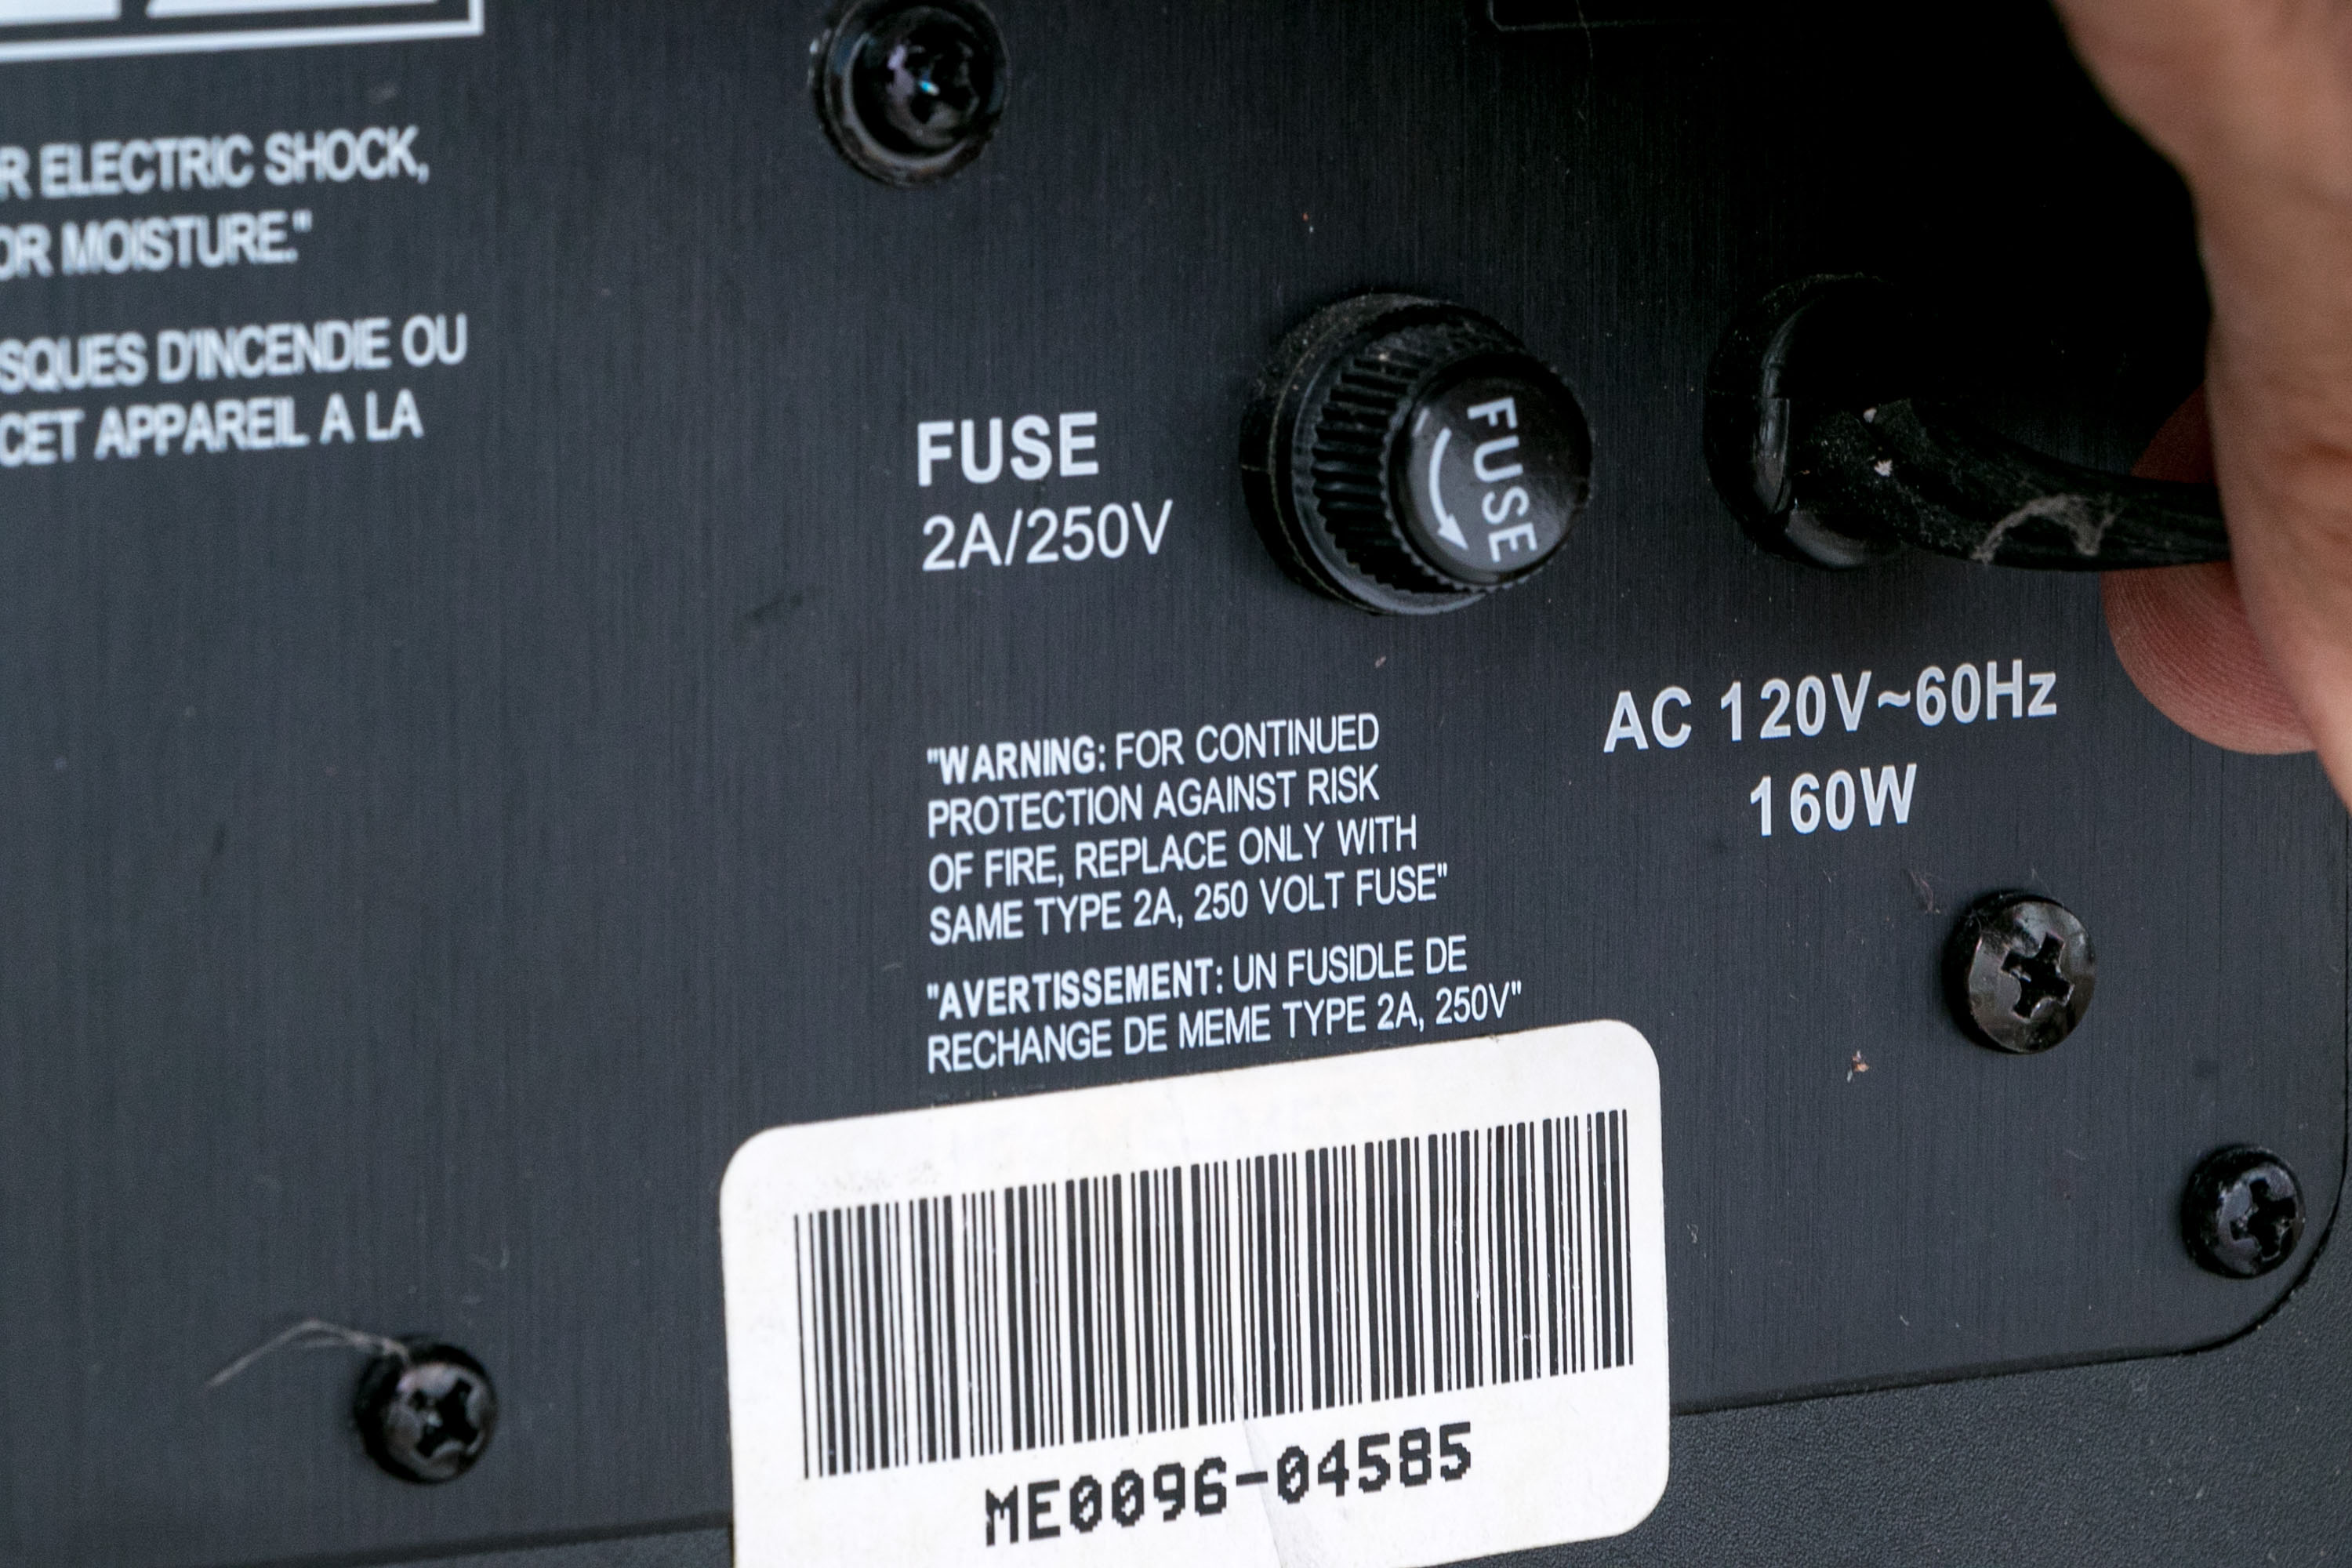 R ELECTRIC SHOCK,
OR MOISTURE."
SQUES D'INCENDIE OU
CET APPAREIL A LA
FUSE
2A/250V
FUSE
AC 120V~60Hz
160W
"WARNING: FOR CONTINUED
PROTECTION AGAINST RISK
OF FIRE, REPLACE ONLY WITH
SAME TYPE 2A, 250 VOLT FUSE"
"AVERTISSEMENT: UN FUSIDLE DE
RECHANGE DE MEME TYPE 2A, 250V"
ME0096-04585